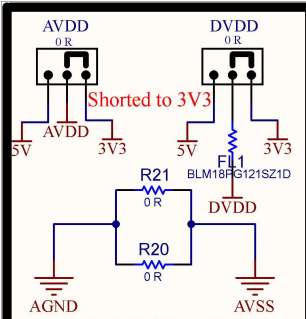 AVDD
0 R
DVDD
0 R
Shorted to 3V3
5V
AVDD
3V3
5V
3V3
FL1
BLM18PG121SZ1D
DVDD
R21
0 R
R20
0 R
AGND
AVSS